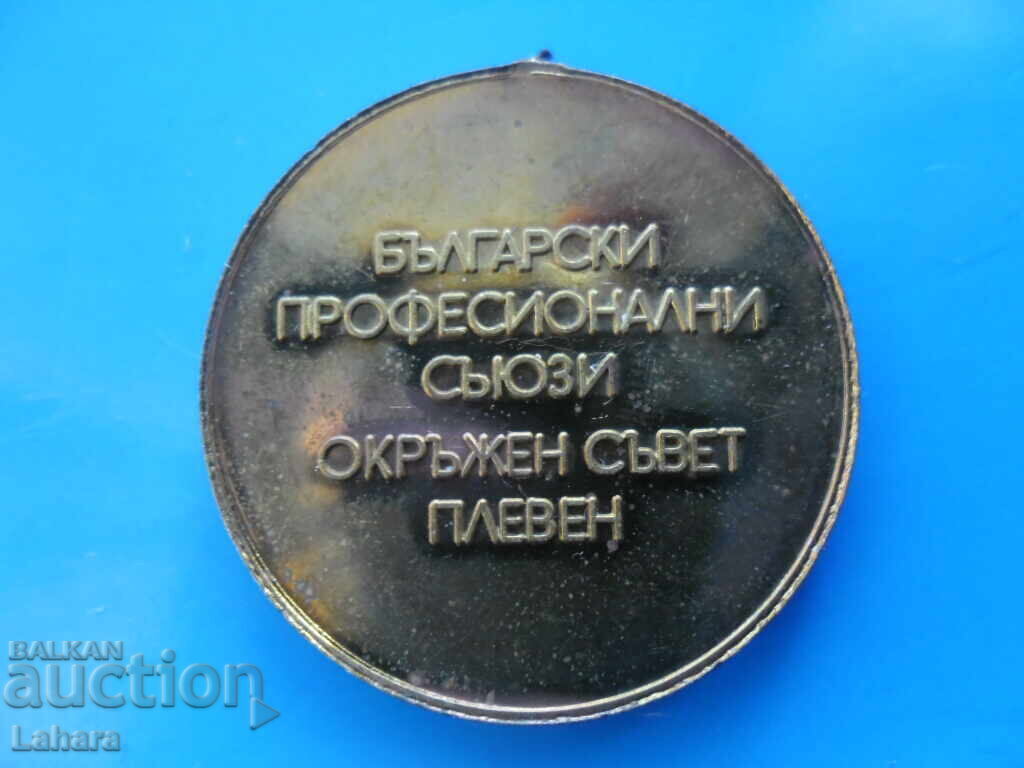 БЪЛГАРСКИ
ПРОФЕСИОНАЛНИ
СЪЮЗИ
ОКРЪЖЕН СЪВЕТ
ПЛЕВЕН
BALKAN
auction
Lahara